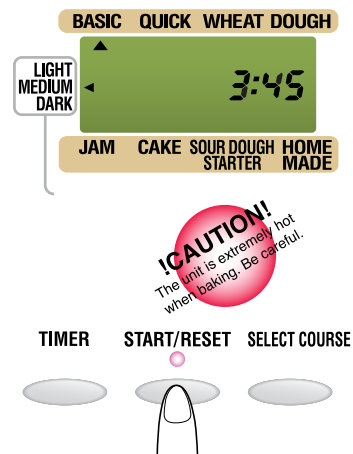 BASIC QUICK WHEAT DOUGH
LIGHT
MEDIUM
DARK
3:45
JAM CAKE SOUR DOUGH STARTER HOME MADE
!CAUTION!
The unit is extremely hot
when baking. Be careful.
TIMER START/RESET SELECT COURSE